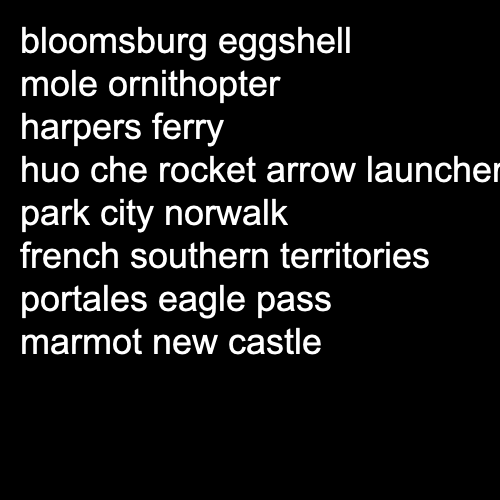 bloomsburg eggshell
mole ornithopter
harpers ferry
huo che rocket arrow launcher
park city norwalk
french southern territories
portales eagle pass
marmot new castle